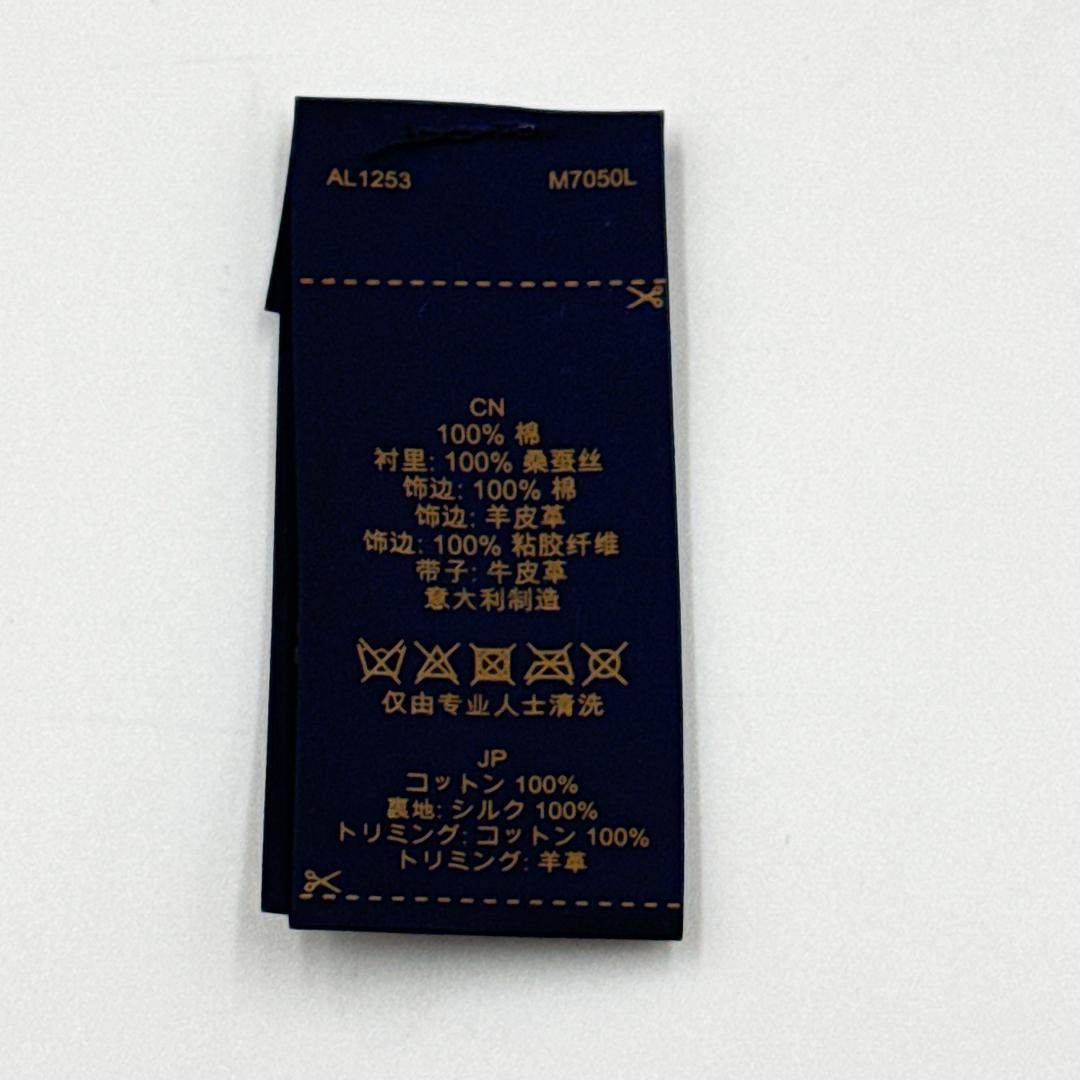 AL1253 M7050L
CN
100% 棉
衬里: 100% 桑蚕丝
饰边: 100% 棉
饰边: 羊皮革
饰边: 100% 粘胶纤维
带子: 牛皮革
意大利制造
仅由专业人士清洗
JP
コットン 100%
裏地: シルク 100%
トリミング: コットン 100%
トリミング: 羊革